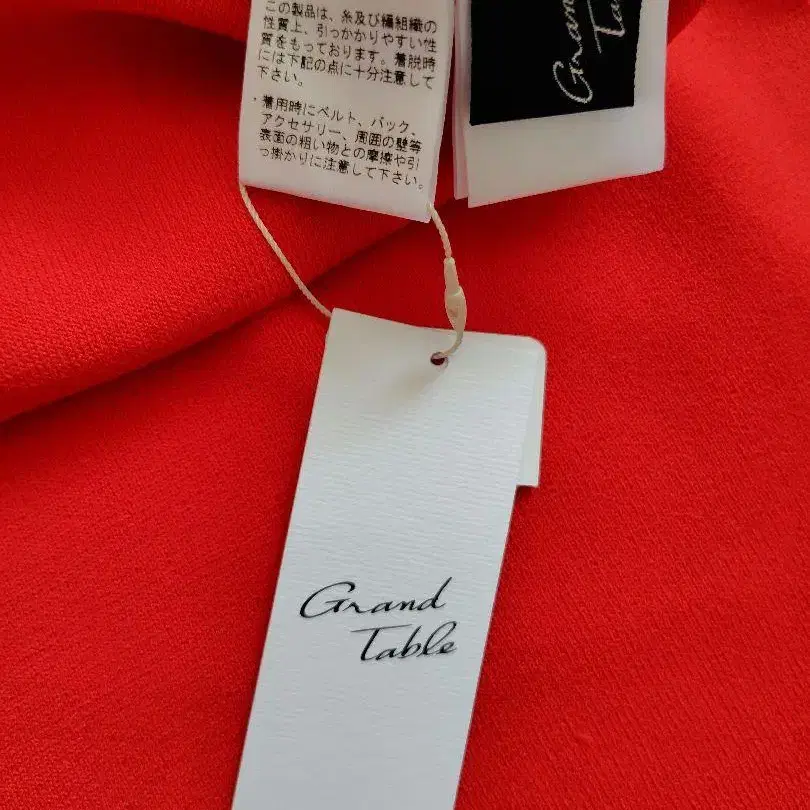 この製品は、糸及び編組織の
性質上、引っかかりやすい性
質をもっております。着脱時
には下記の点に十分注意して
下さい。
・着用時にベルト、バック、
アクセサリー、周囲の壁等
表面の粗い物との摩擦や引
っ掛かりに注意して下さい。
Grand
Table